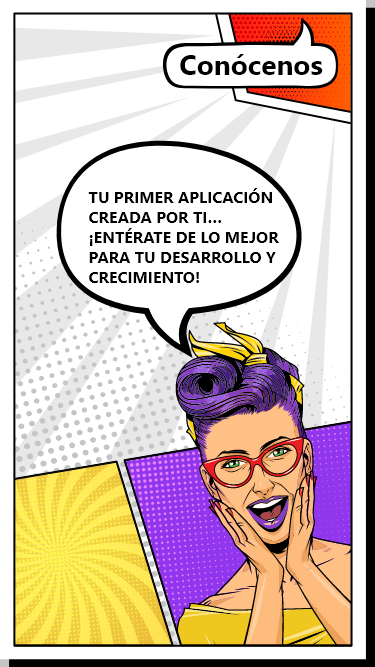 Conócenos
TU PRIMER APLICACIÓN
CREADA POR TI...
¡ENTÉRATE DE LO MEJOR
PARA TU DESARROLLO Y
CRECIMIENTO!